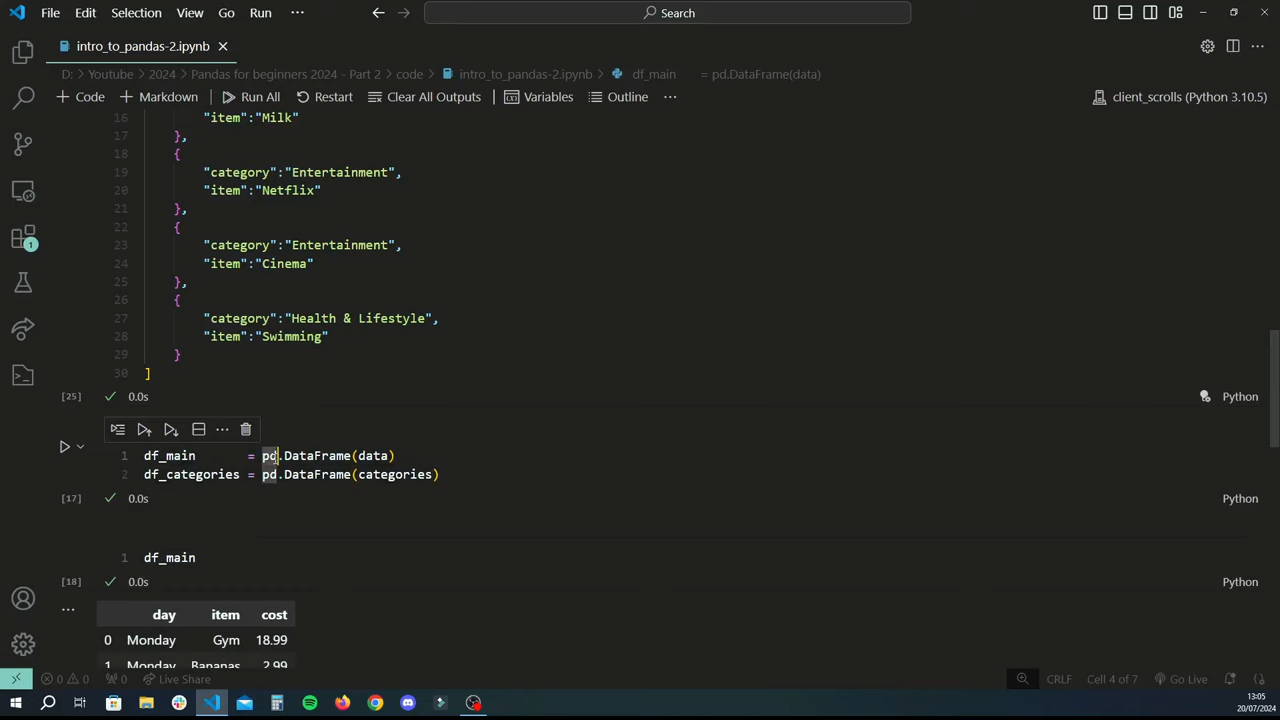 File Edit Selection View Go Run ··· Search
intro_to_pandas-2.ipynb
D: > Youtube > 2024 > Pandas for beginners 2024 - Part 2 > code > intro_to_pandas-2.ipynb > df_main = pd.DataFrame(data)
+ Code + Markdown Run All Restart Clear All Outputs Variables Outline ··· client_scrolls (Python 3.10.5)
16 "item":"Milk"
17 },
18 {
19 "category":"Entertainment",
20 "item":"Netflix"
21 },
22 {
23 "category":"Entertainment",
24 "item":"Cinema"
25 },
26 {
27 "category":"Health & Lifestyle",
28 "item":"Swimming"
29 }
30 ]
[25] 0.0s Python
1 df_main = pd.DataFrame(data)
2 df_categories = pd.DataFrame(categories)
[17] 0.0s Python
1 df_main
[18] 0.0s Python
day item cost
0 Monday Gym 18.99
1 Monday Bananas 2.99
0 0 0 Live Share CRLF Cell 4 of 7 Go Live
13:05
20/07/2024